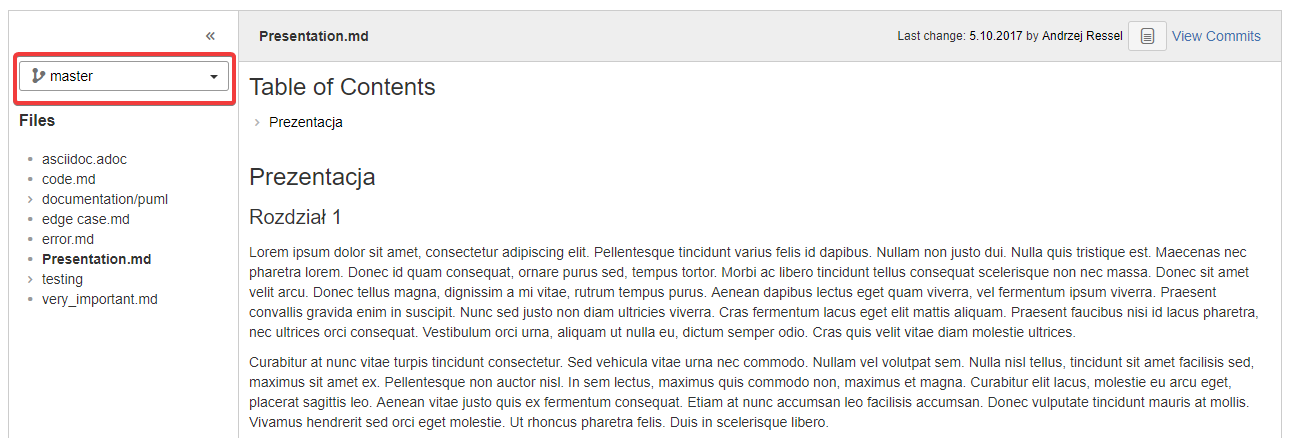 «
master
Files
asciidoc.adoc
code.md
documentation/puml
edge case.md
error.md
Presentation.md
testing
very_important.md
Presentation.md
Last change: 5.10.2017 by Andrzej Ressel View Commits
Table of Contents
Prezentacja
Prezentacja
Rozdział 1
Lorem ipsum dolor sit amet, consectetur adipiscing elit. Pellentesque tincidunt varius felis id dapibus. Nullam non justo dui. Nulla quis tristique est. Maecenas nec
pharetra lorem. Donec id quam consequat, ornare purus sed, tempus tortor. Morbi ac libero tincidunt tellus consequat scelerisque non nec massa. Donec sit amet
velit arcu. Donec tellus magna, dignissim a mi vitae, rutrum tempus purus. Aenean dapibus lectus eget quam viverra, vel fermentum ipsum viverra. Praesent
convallis gravida enim in suscipit. Nunc sed justo non diam ultricies viverra. Cras fermentum lacus eget elit mattis aliquam. Praesent faucibus nisi id lacus pharetra,
nec ultrices orci consequat. Vestibulum orci urna, aliquam ut nulla eu, dictum semper odio. Cras quis velit vitae diam molestie ultrices.
Curabitur at nunc vitae turpis tincidunt consectetur. Sed vehicula vitae urna nec commodo. Nullam vel volutpat sem. Nulla nisl tellus, tincidunt sit amet facilisis sed,
maximus sit amet ex. Pellentesque non auctor nisl. In sem lectus, maximus quis commodo non, maximus et magna. Curabitur elit lacus, molestie eu arcu eget,
placerat sagittis leo. Aenean vitae justo quis ex fermentum consequat. Etiam at nunc accumsan leo facilisis accumsan. Donec vulputate tincidunt mauris at mollis.
Vivamus hendrerit sed orci eget molestie. Ut rhoncus pharetra felis. Duis in scelerisque libero.